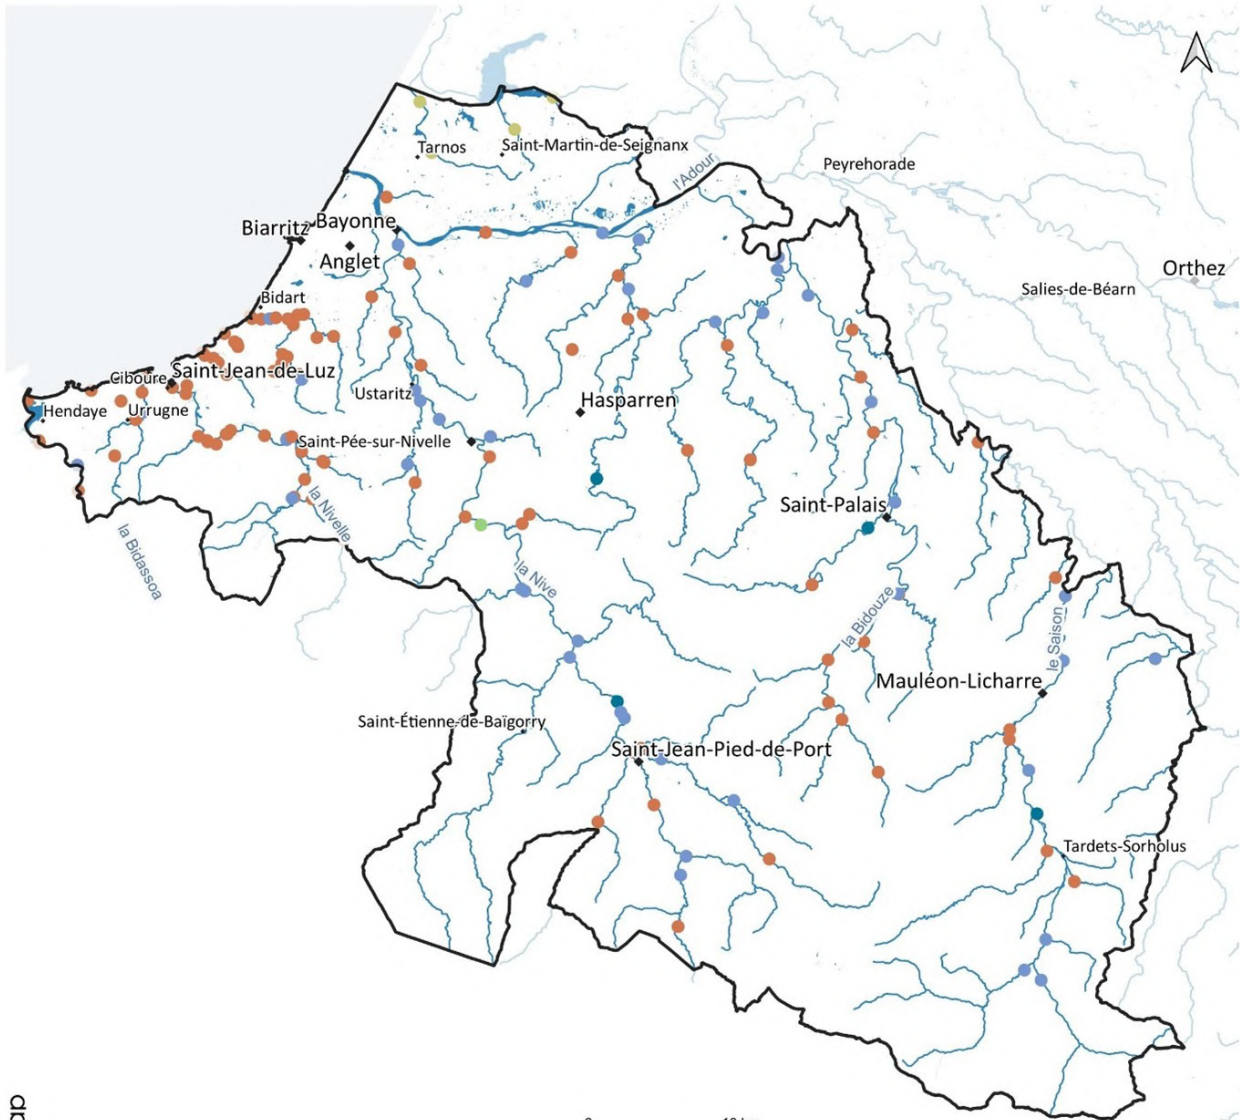 Tarnos
Saint-Martin-de-Seignanx
Peyrehorade
l'Adour
Biarritz
Bayonne
Anglet
Orthez
Salies-de-Béarn
Bidart
Ciboure
Saint-Jean-de-Luz
Ustaritz
Hasparren
Hendaye
Urrugne
Saint-Pée-sur-Nivelle
Saint-Palais
la Nivelle
la Bidassoa
la Nive
la Bidouze
le Saison
Mauléon-Licharre
Saint-Étienne-de-Baïgorry
Saint-Jean-Pied-de-Port
Tardets-Sorholus